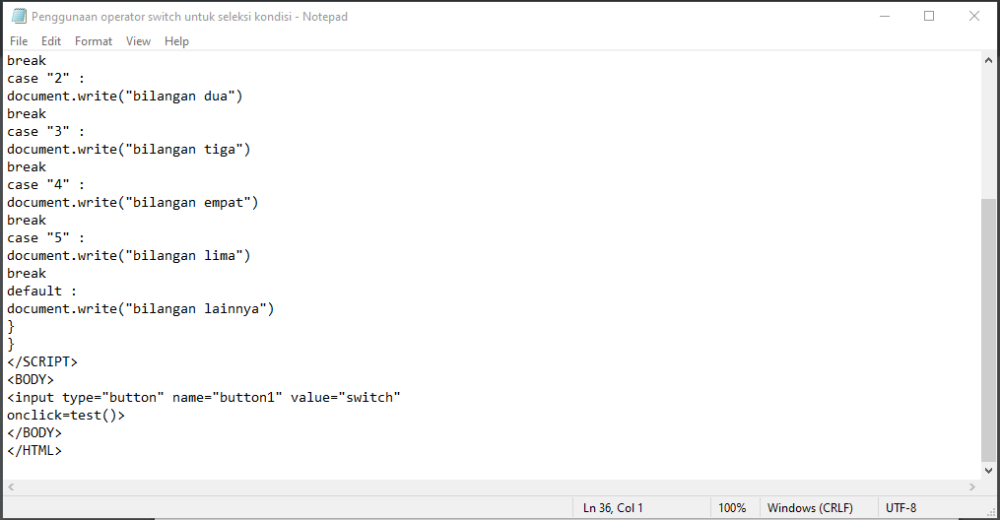 Penggunaan operator switch untuk seleksi kondisi - Notepad
File Edit Format View Help
break
case "2" :
document.write("bilangan dua")
break
case "3" :
document.write("bilangan tiga")
break
case "4" :
document.write("bilangan empat")
break
case "5" :
document.write("bilangan lima")
break
default :
document.write("bilangan lainnya")
}
}
</SCRIPT>
<BODY>
<input type="button" name="button1" value="switch"
onclick=test()>
</BODY>
</HTML>
Ln 36, Col 1 100% Windows (CRLF) UTF-8